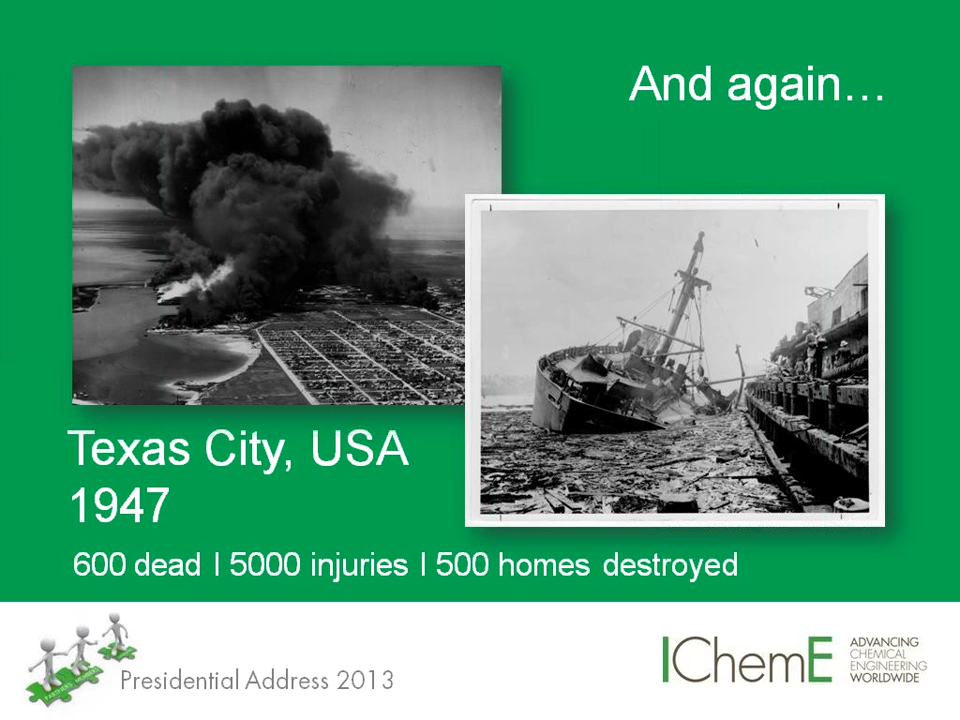 And again…
Texas City, USA
1947
600 dead | 5000 injuries | 500 homes destroyed
Presidential Address 2013
IChemE
ADVANCING
CHEMICAL
ENGINEERING
WORLDWIDE